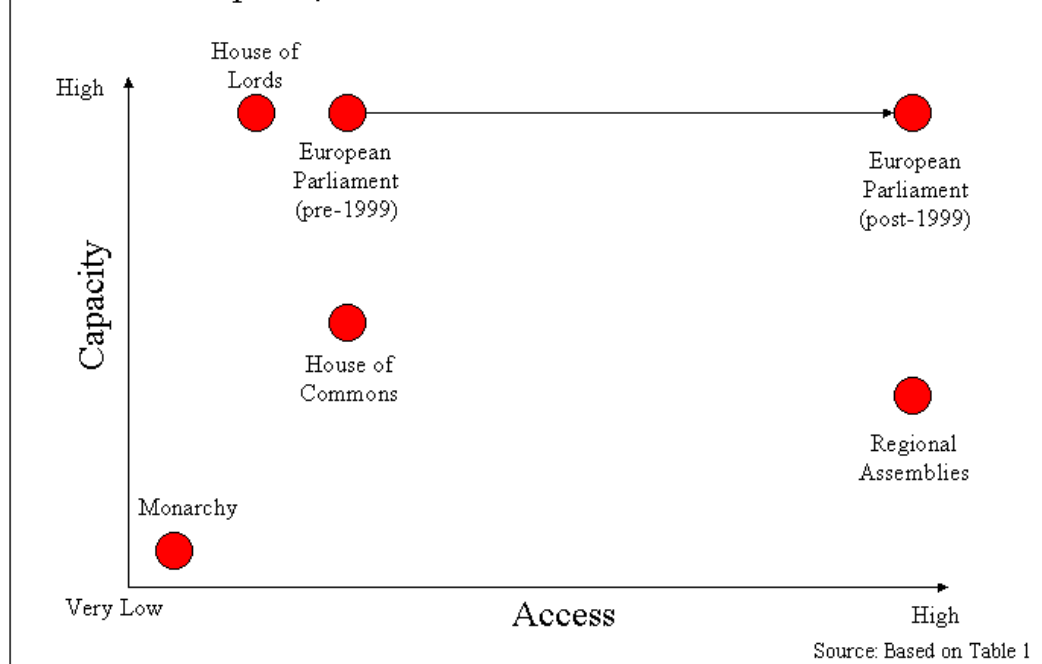 House of
Lords
High
European
Parliament
(pre-1999)
European
Parliament
(post-1999)
Capacity
House of
Commons
Regional
Assemblies
Monarchy
Very Low
Access
High
Source: Based on Table 1